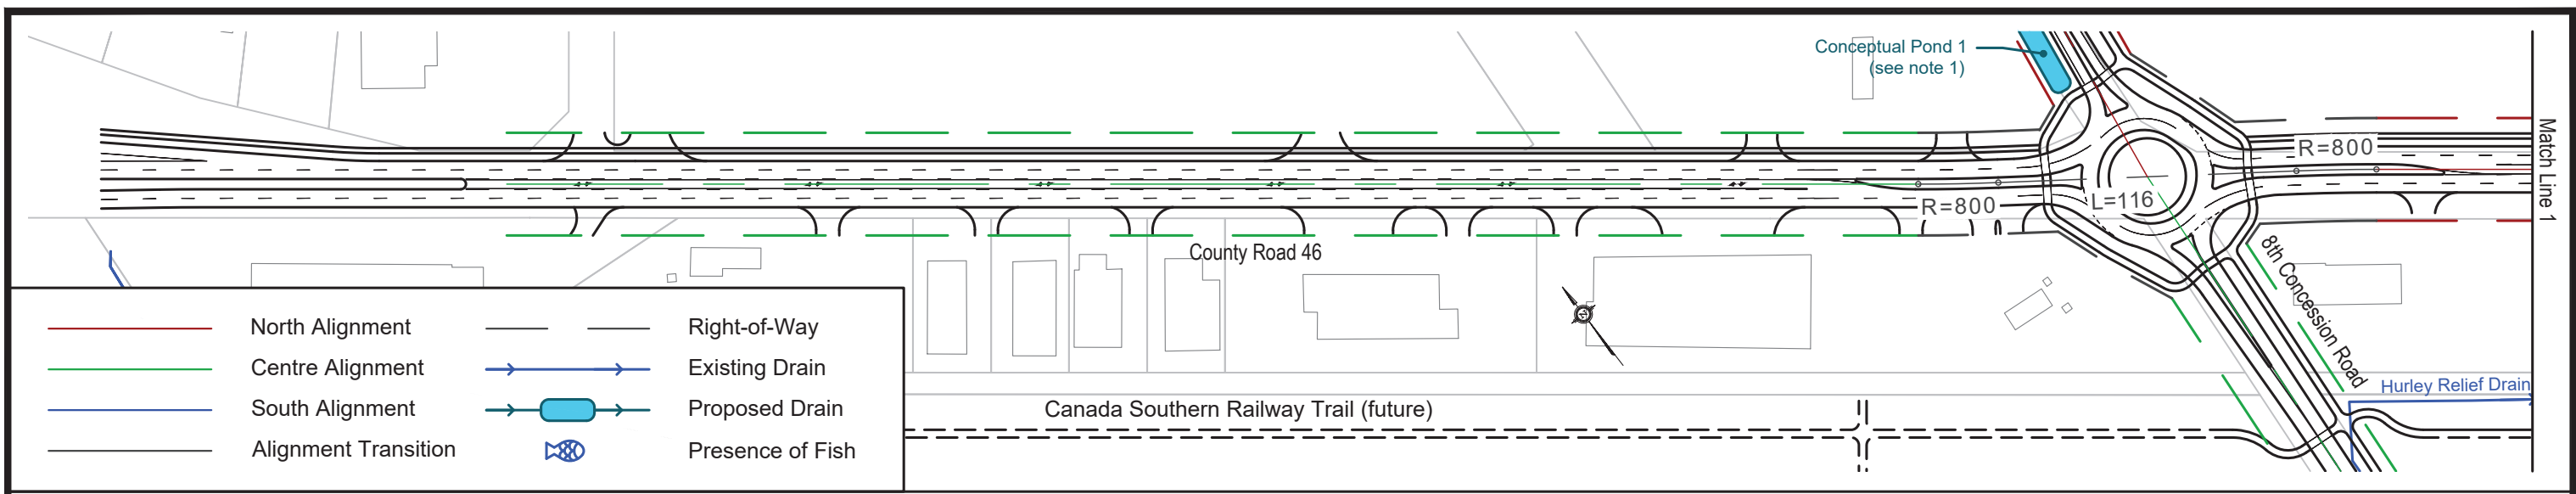 Conceptual Pond 1
(see note 1)
R=800
Match Line 1
L=116
R=800
County Road 46
8th Concession Road
North Alignment
Right-of-Way
Centre Alignment
Existing Drain
Hurley Relief Drain
South Alignment
Proposed Drain
Canada Southern Railway Trail (future)
Alignment Transition
Presence of Fish